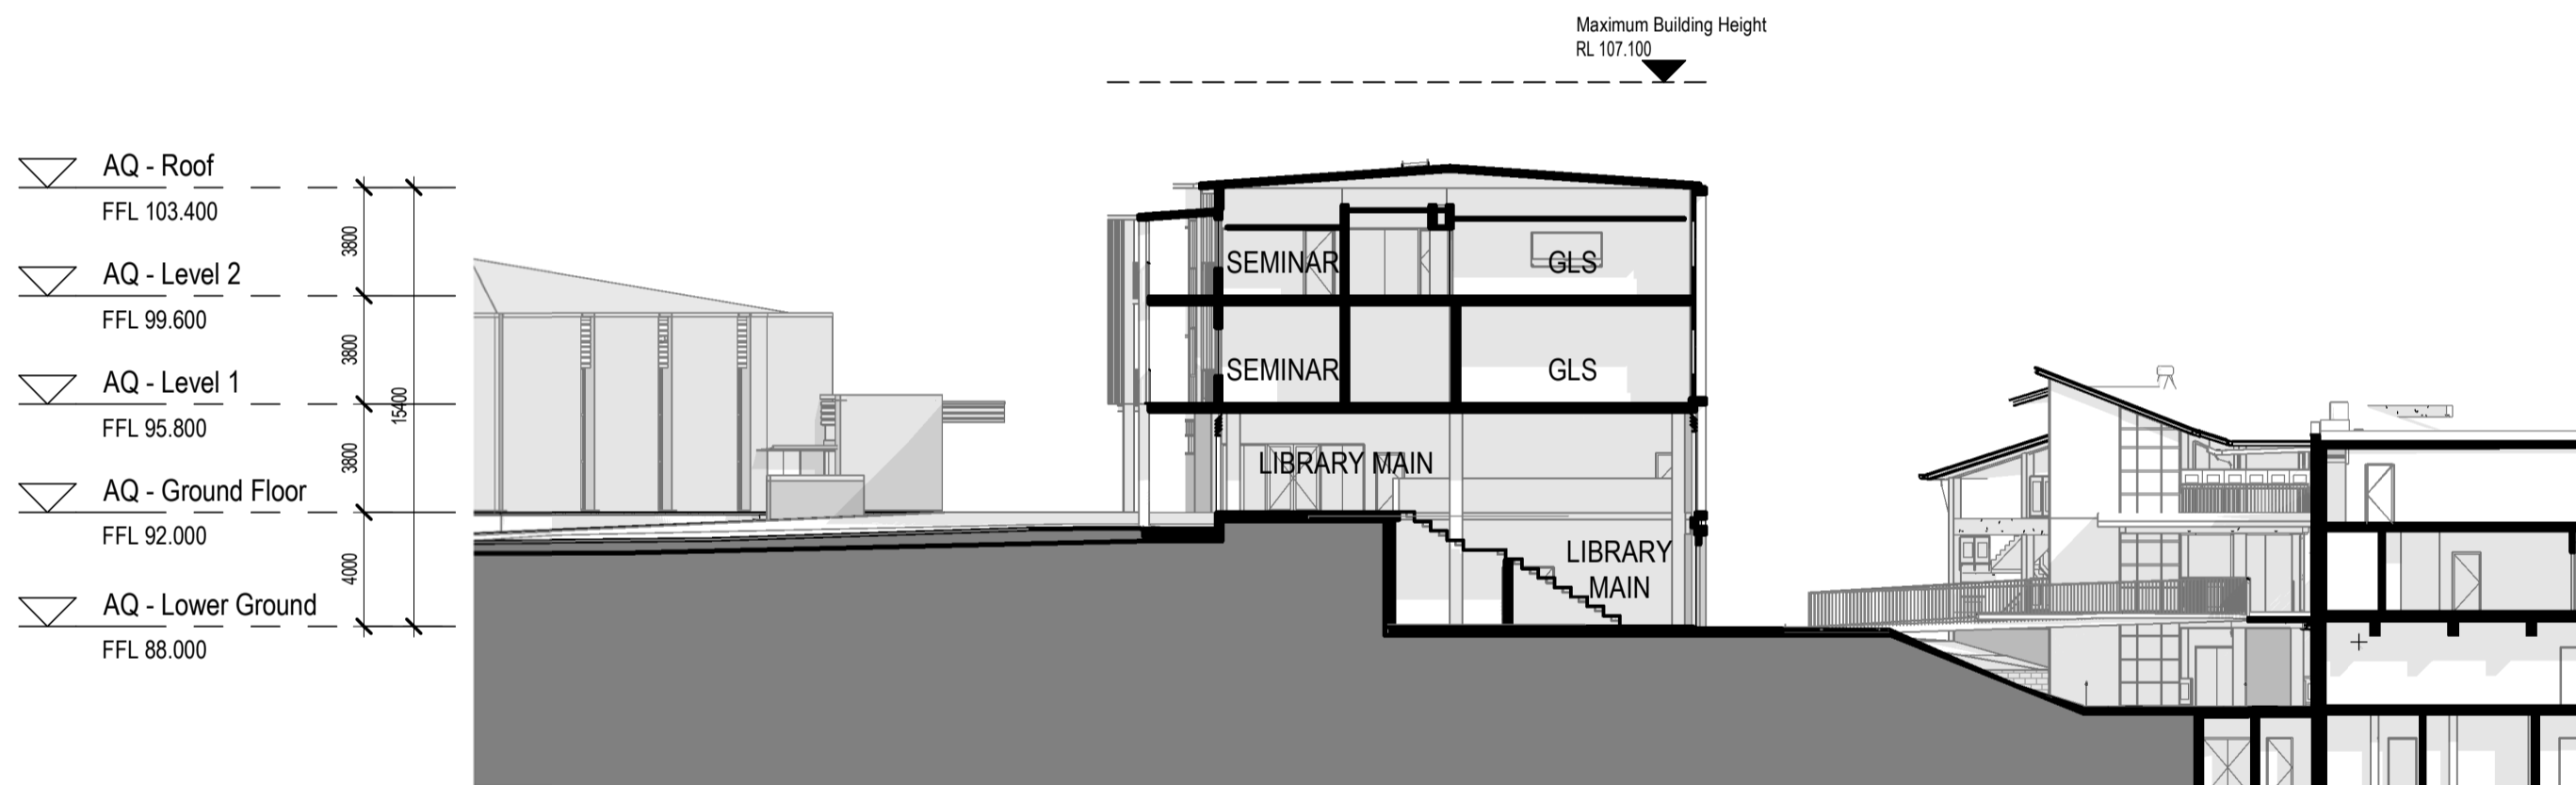 Maximum Building Height
RL 107.100
AQ - Roof
FFL 103.400
3800
AQ - Level 2
FFL 99.600
3800
AQ - Level 1
FFL 95.800
15400
3800
AQ - Ground Floor
FFL 92.000
4000
AQ - Lower Ground
FFL 88.000
SEMINAR
GLS
SEMINAR
GLS
LIBRARY MAIN
LIBRARY
MAIN